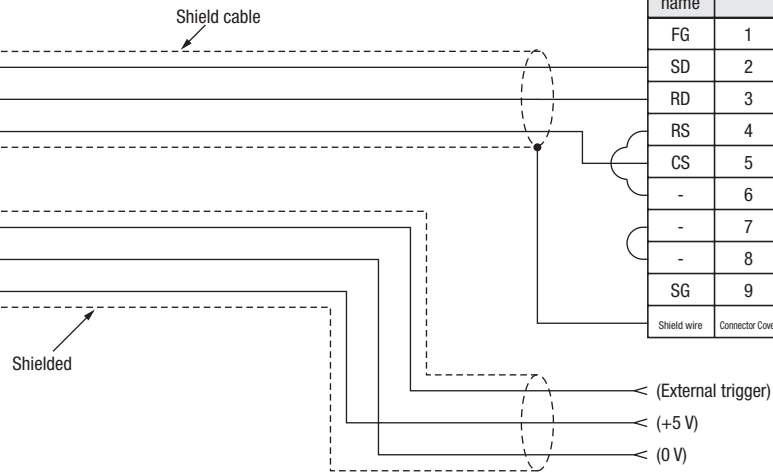 Shield cable
name
FG 1
SD 2
RD 3
RS 4
CS 5
- 6
- 7
- 8
SG 9
Shield wire Connector
Shielded
(External trigger)
(+5 V)
(0 V)